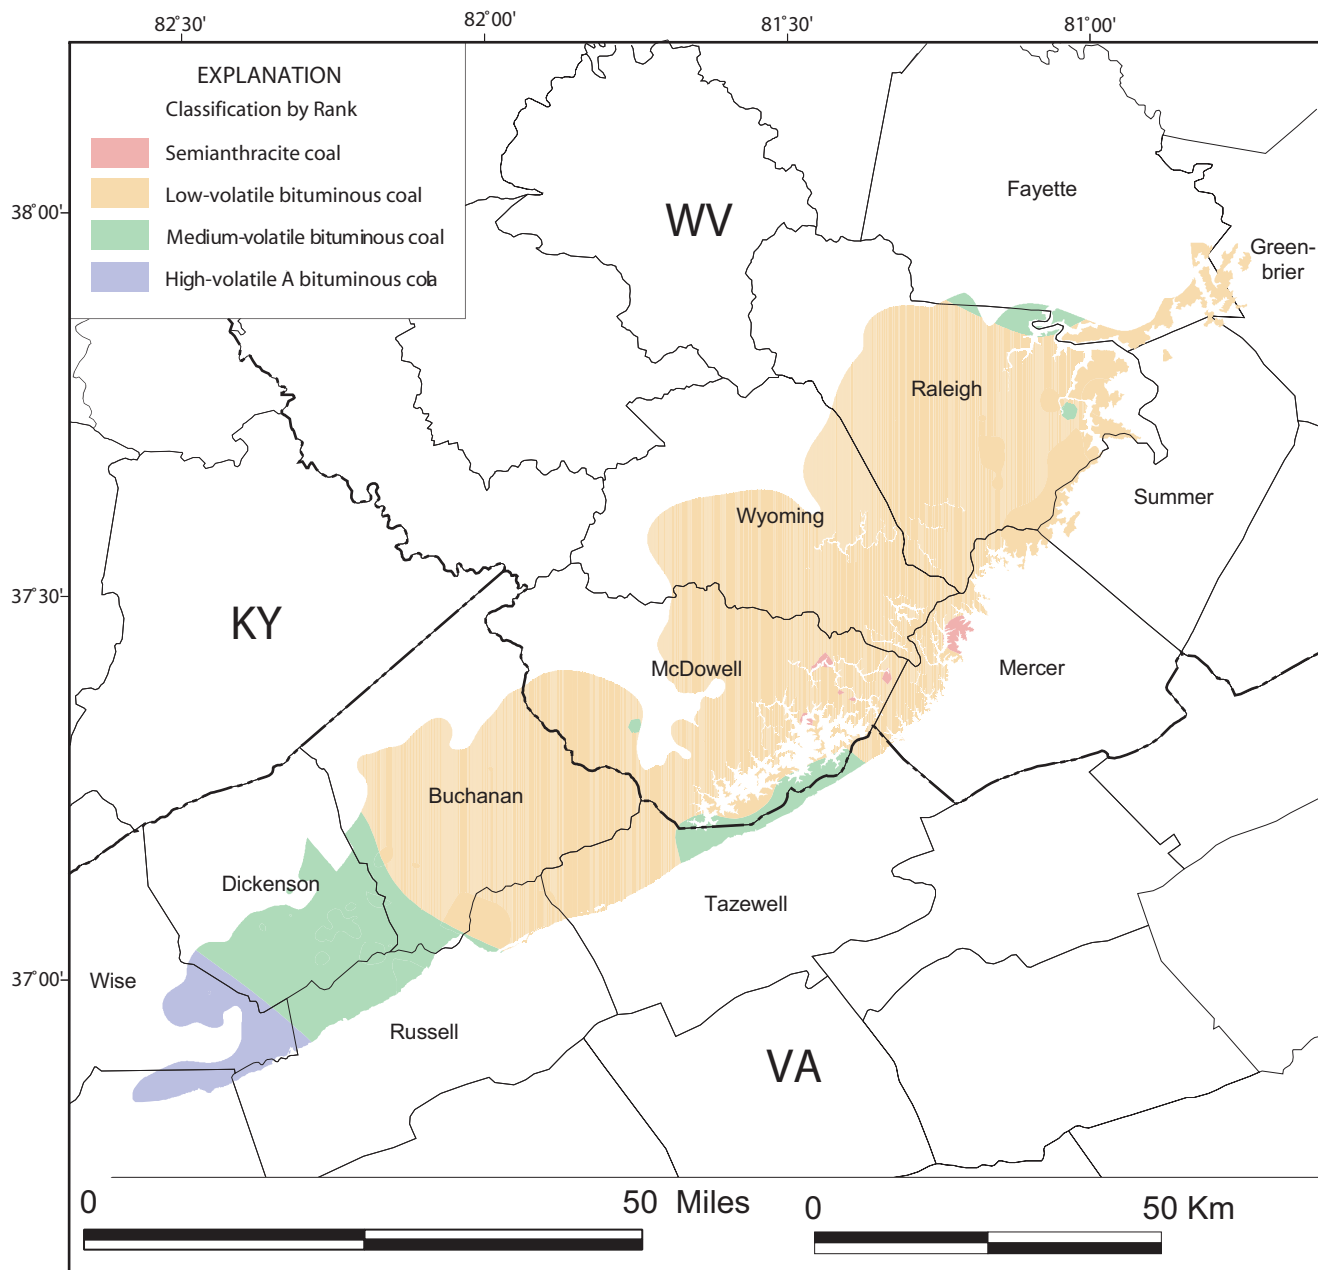 82°30'
82°00'
81°30'
81°00'
EXPLANATION
Classification by Rank
Semianthracite coal
Low-volatile bituminous coal
Medium-volatile bituminous coal
High-volatile A bituminous cola
38°00'
37°30'
37°00'
WV
Fayette
Green-
brier
Raleigh
Summer
Wyoming
KY
McDowell
Mercer
Buchanan
Dickenson
Tazewell
Wise
Russell
VA
0 50 Miles
0 50 Km